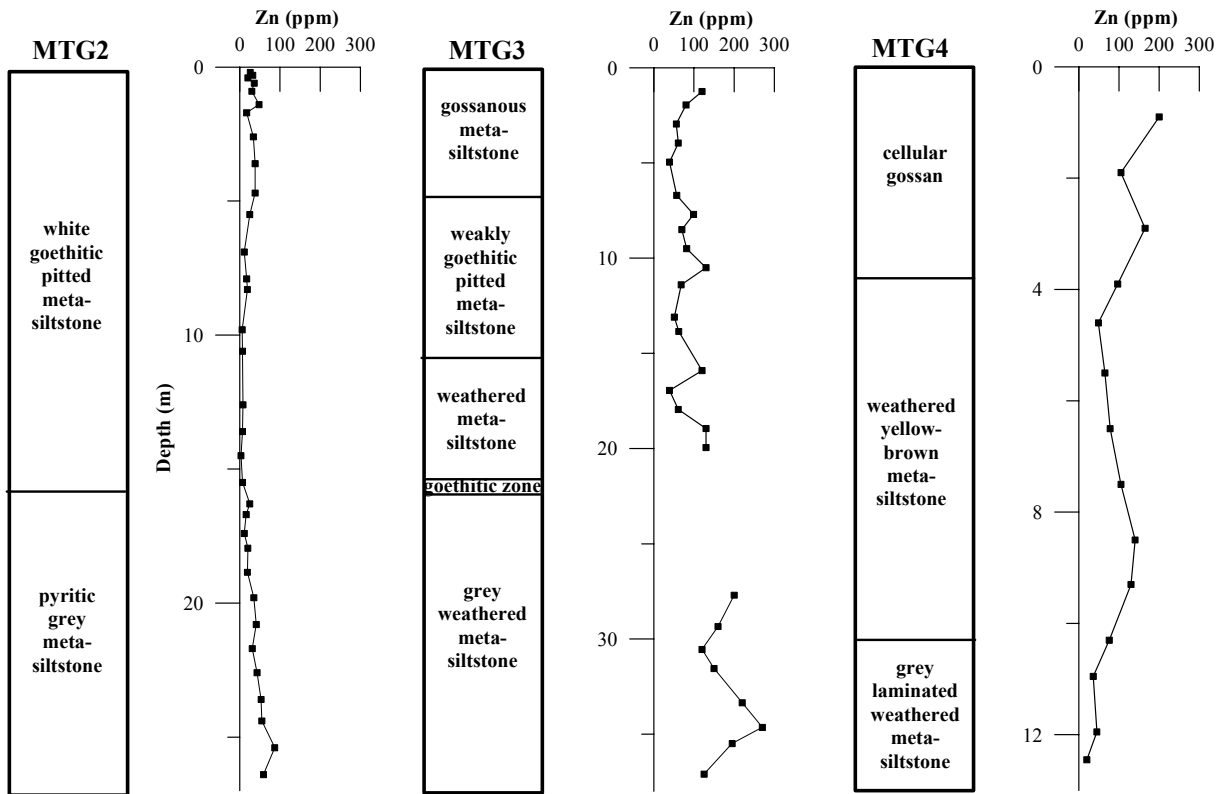 Zn (ppm)
MTG2
0 100 200 300
0
10
20
Depth (m)
white
goethitic
pitted
meta-
siltstone
pyritic
grey
meta-
siltstone
Zn (ppm)
MTG3
0 100 200 300
0
10
20
30
gossanous
meta-
siltstone
weakly
goethitic
pitted
meta-
siltstone
weathered
meta-
siltstone
goethitic zone
grey
weathered
meta-
siltstone
Zn (ppm)
MTG4
0 100 200 300
0
4
8
12
cellular
gossan
weathered
yellow-
brown
meta-
siltstone
grey
laminated
weathered
meta-
siltstone